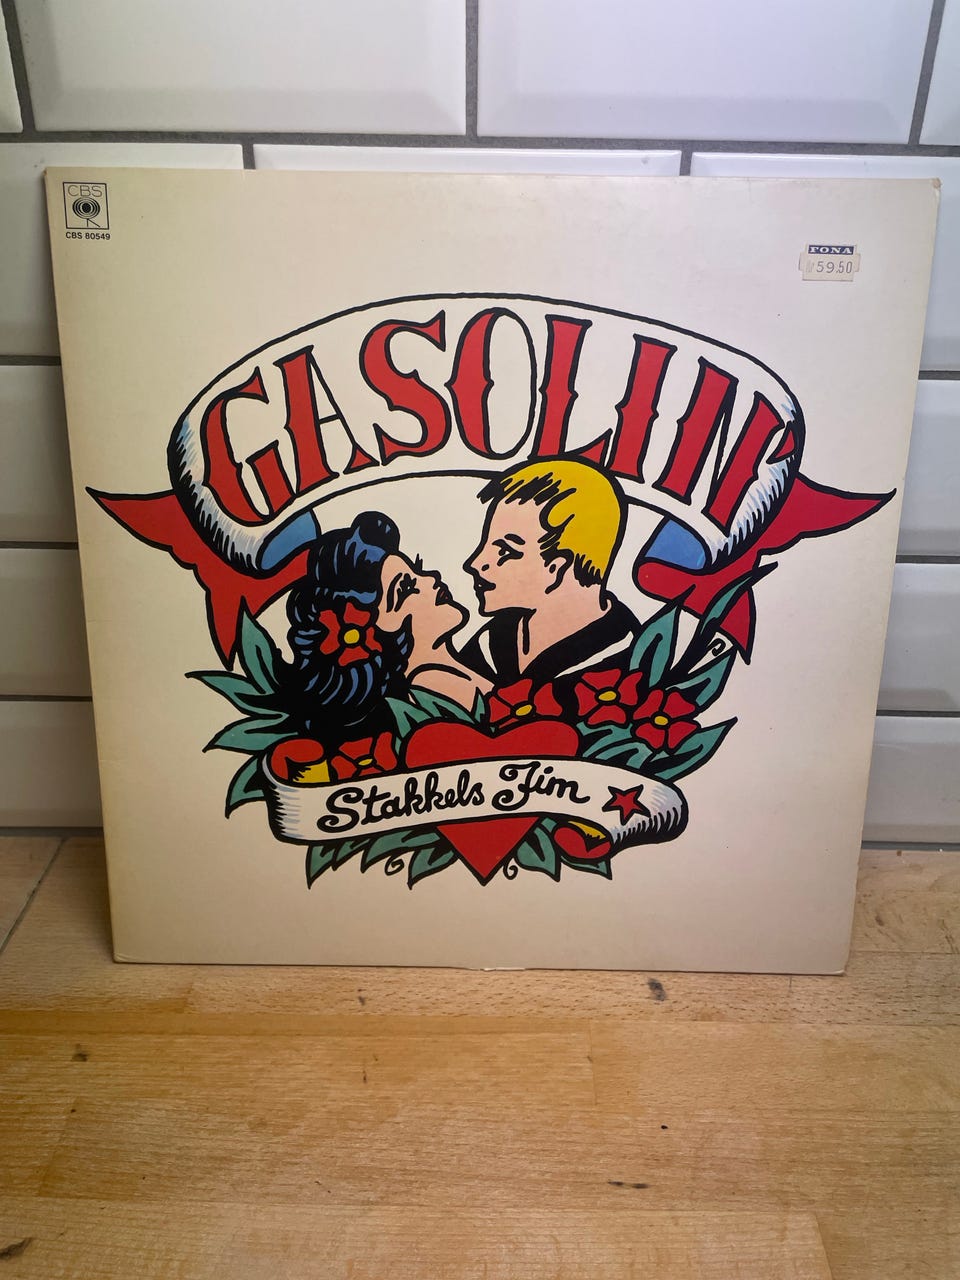 CBS
CBS 80549
FONA
59.50
GASOLIN'
Stakkels Jim